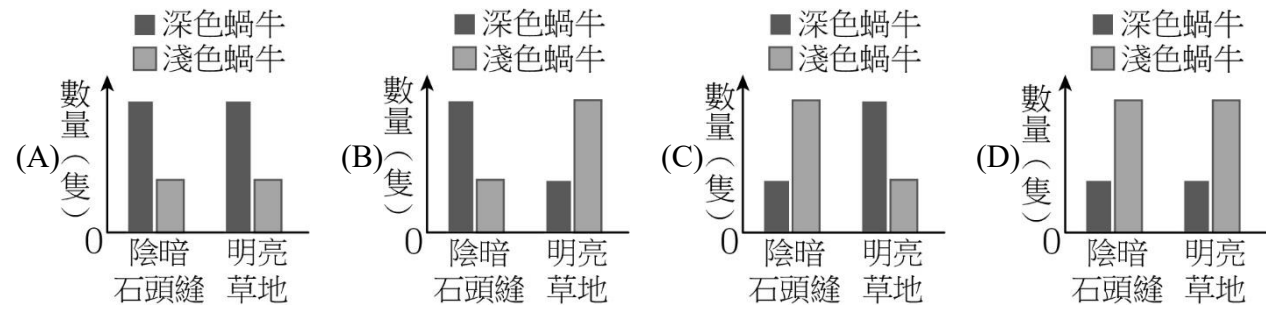 (A)
深色蝸牛
淺色蝸牛
數量（隻）
0
陰暗 明亮
石頭縫 草地
(B)
深色蝸牛
淺色蝸牛
數量（隻）
0
陰暗 明亮
石頭縫 草地
(C)
深色蝸牛
淺色蝸牛
數量（隻）
0
陰暗 明亮
石頭縫 草地
(D)
深色蝸牛
淺色蝸牛
數量（隻）
0
陰暗 明亮
石頭縫 草地